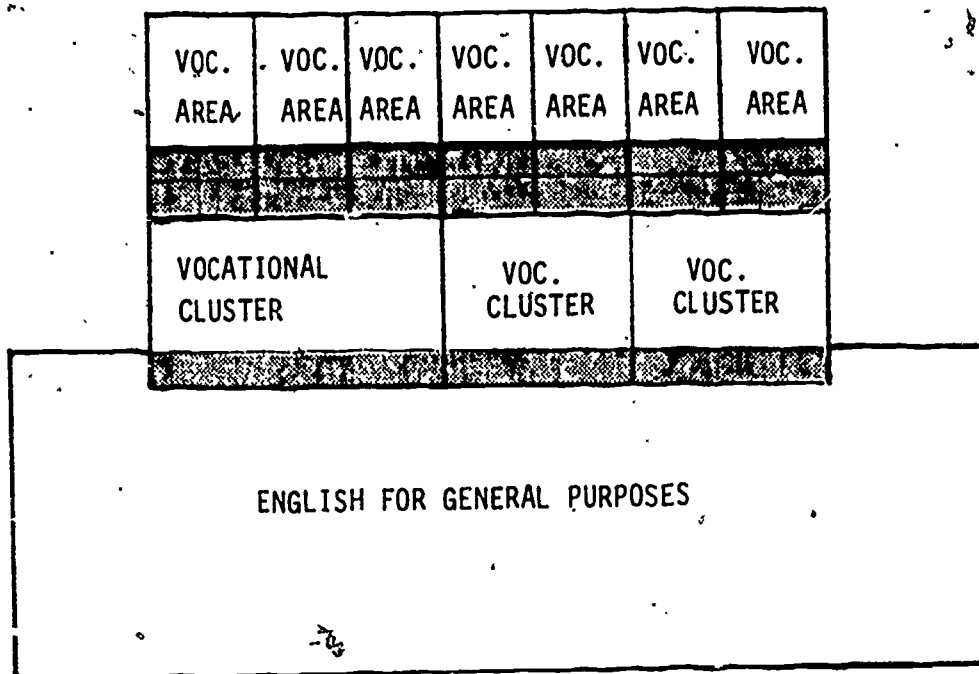 VOC. VOC. VOC. VOC. VOC. VOC. VOC.
AREA AREA AREA AREA AREA AREA AREA
VOCATIONAL VOC. VOC.
CLUSTER CLUSTER CLUSTER
ENGLISH FOR GENERAL PURPOSES